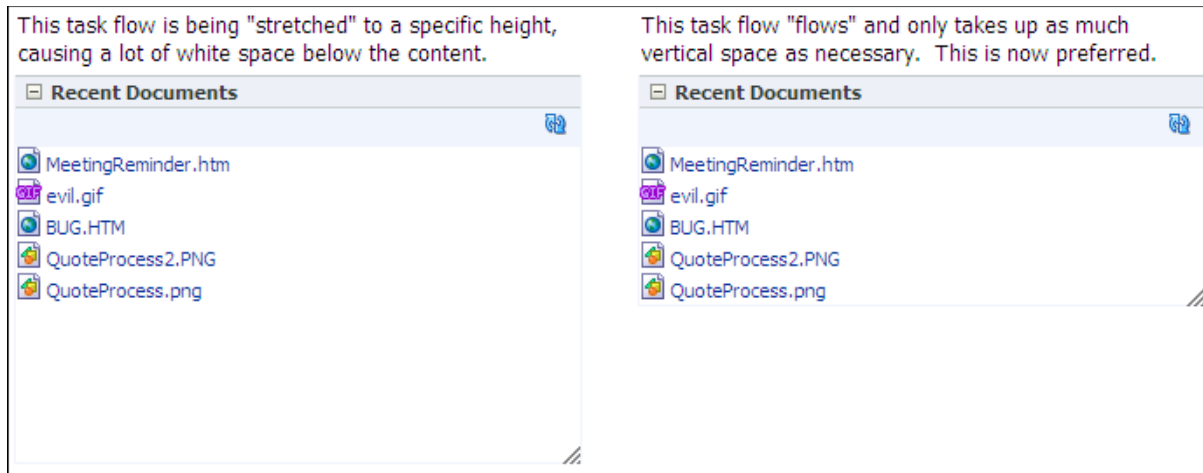 This task flow is being "stretched" to a specific height,
causing a lot of white space below the content.
Recent Documents
MeetingReminder.htm
GIF evil.gif
BUG.HTM
QuoteProcess2.PNG
QuoteProcess.png
This task flow "flows" and only takes up as much
vertical space as necessary.  This is now preferred.
Recent Documents
MeetingReminder.htm
GIF evil.gif
BUG.HTM
QuoteProcess2.PNG
QuoteProcess.png